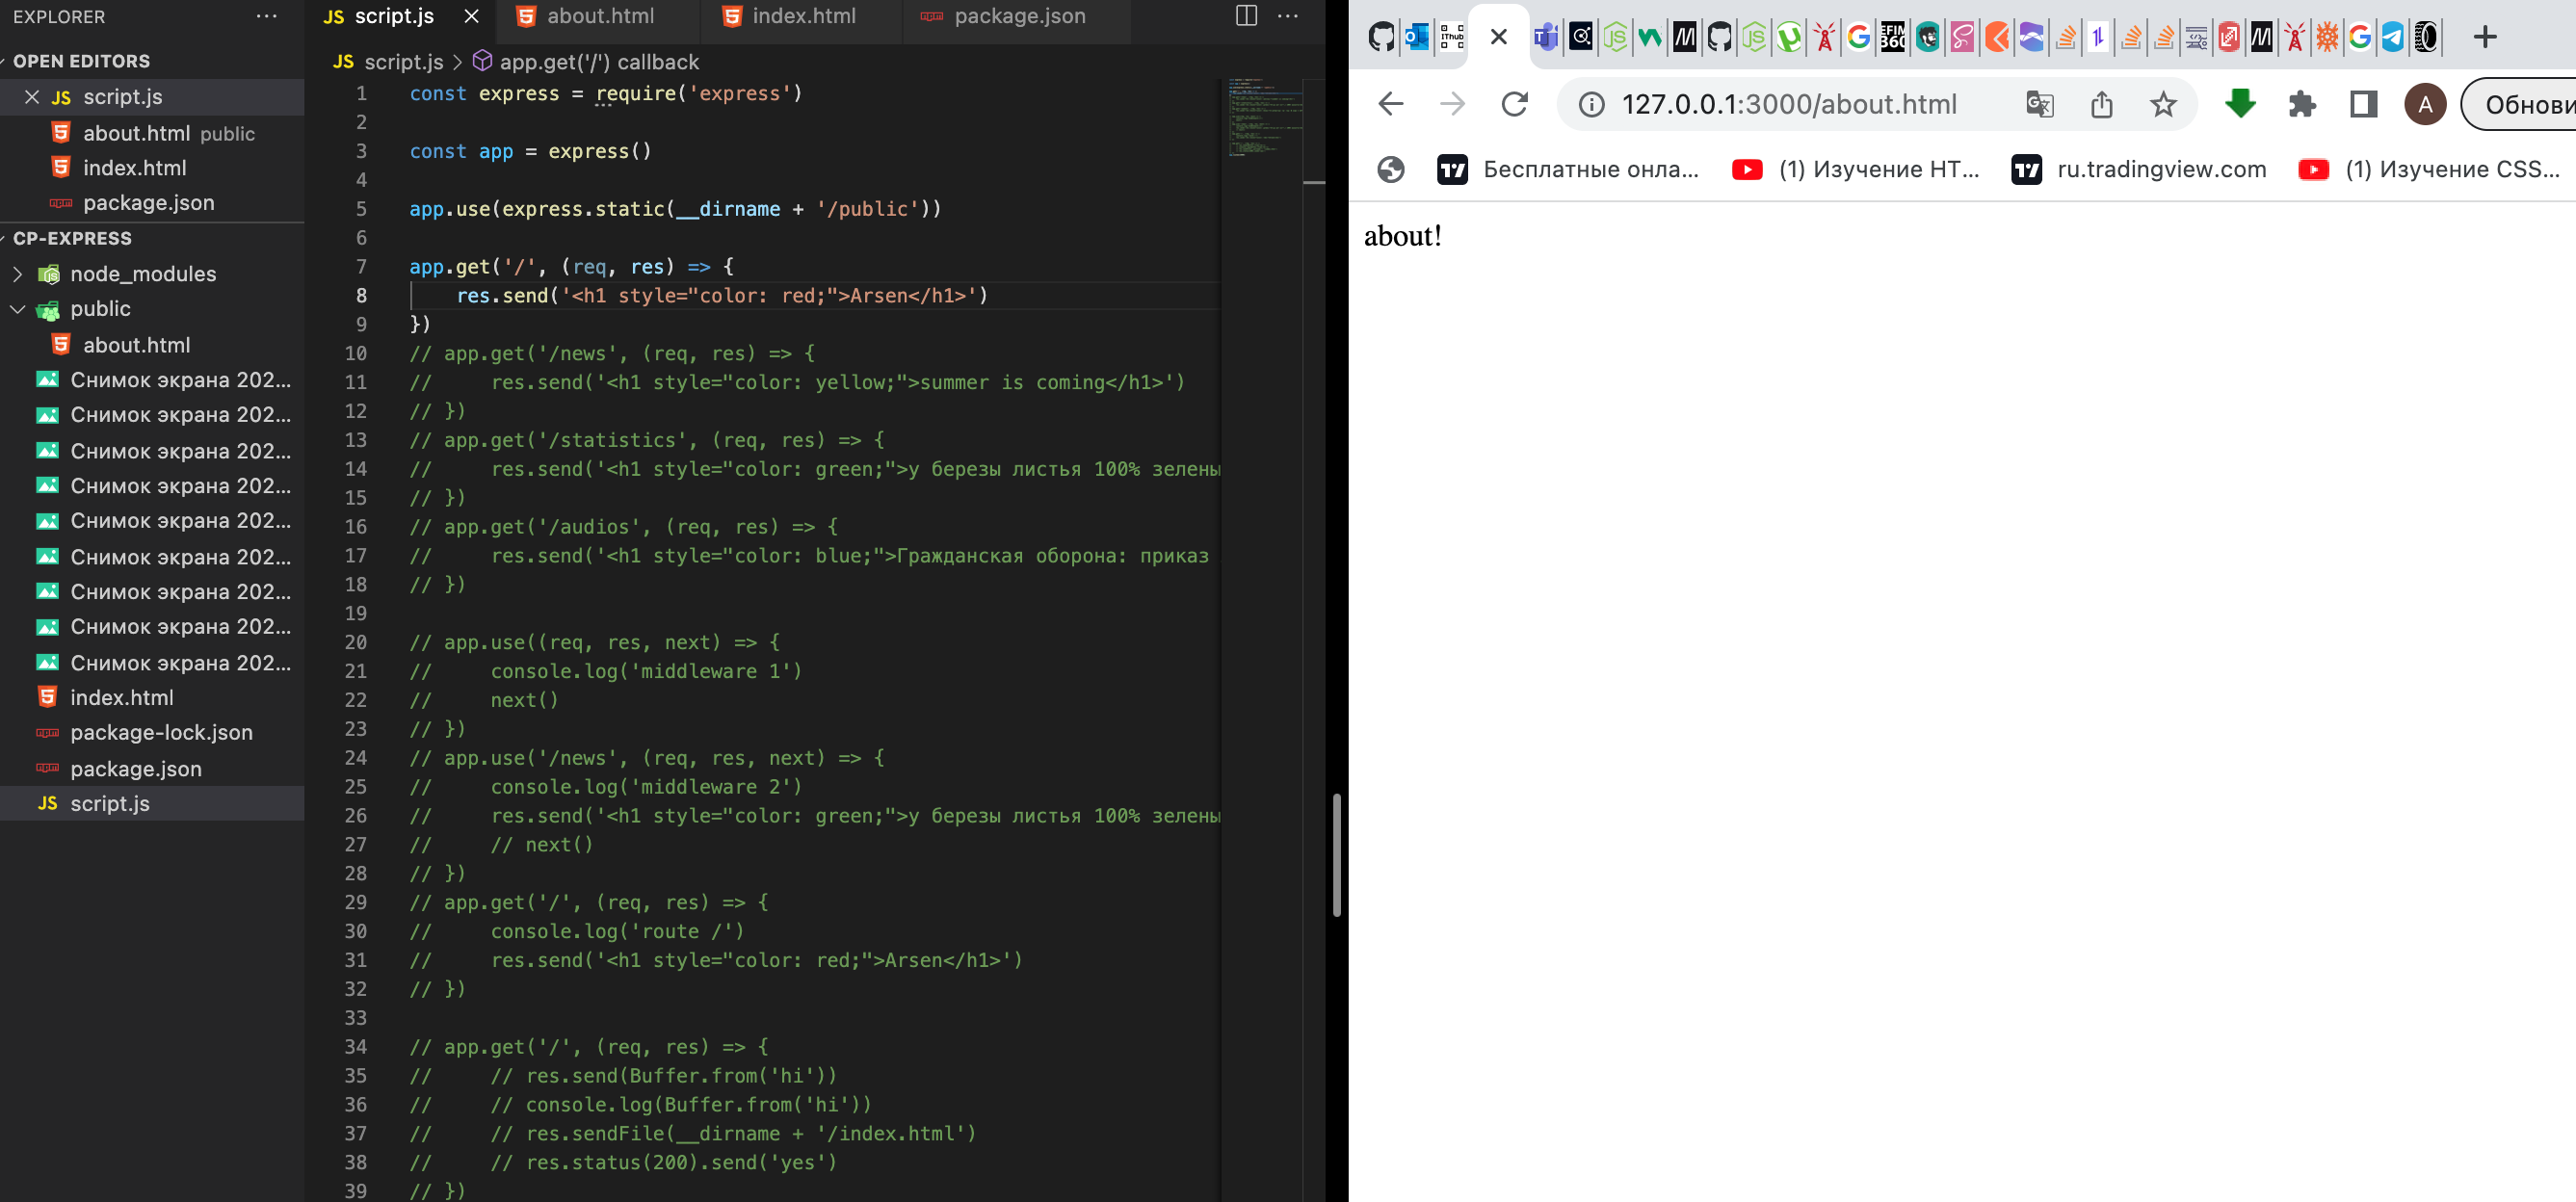 EXPLORER
OPEN EDITORS
JS script.js
about.html public
index.html
package.json
CP-EXPRESS
node_modules
public
about.html
Снимок экрана 202...
Снимок экрана 202...
Снимок экрана 202...
Снимок экрана 202...
Снимок экрана 202...
Снимок экрана 202...
Снимок экрана 202...
Снимок экрана 202...
Снимок экрана 202...
index.html
package-lock.json
package.json
JS script.js
JS script.js about.html index.html package.json
JS script.js > app.get('/') callback
1 const express = require('express')
2
3 const app = express()
4
5 app.use(express.static(__dirname + '/public'))
6
7 app.get('/', (req, res) => {
8 res.send('<h1 style="color: red;">Arsen</h1>')
9 })
10 // app.get('/news', (req, res) => {
11 // res.send('<h1 style="color: yellow;">summer is coming</h1>')
12 // })
13 // app.get('/statistics', (req, res) => {
14 // res.send('<h1 style="color: green;">у березы листья 100% зелены
15 // })
16 // app.get('/audios', (req, res) => {
17 // res.send('<h1 style="color: blue;">Гражданская оборона: приказ
18 // })
19
20 // app.use((req, res, next) => {
21 // console.log('middleware 1')
22 // next()
23 // })
24 // app.use('/news', (req, res, next) => {
25 // console.log('middleware 2')
26 // res.send('<h1 style="color: green;">у березы листья 100% зелены
27 // // next()
28 // })
29 // app.get('/', (req, res) => {
30 // console.log('route /')
31 // res.send('<h1 style="color: red;">Arsen</h1>')
32 // })
33
34 // app.get('/', (req, res) => {
35 // // res.send(Buffer.from('hi'))
36 // // console.log(Buffer.from('hi'))
37 // // res.sendFile(__dirname + '/index.html')
38 // // res.status(200).send('yes')
39 // })
127.0.0.1:3000/about.html
A
Обнови
Бесплатные онла... (1) Изучение HT... ru.tradingview.com (1) Изучение CSS...
about!